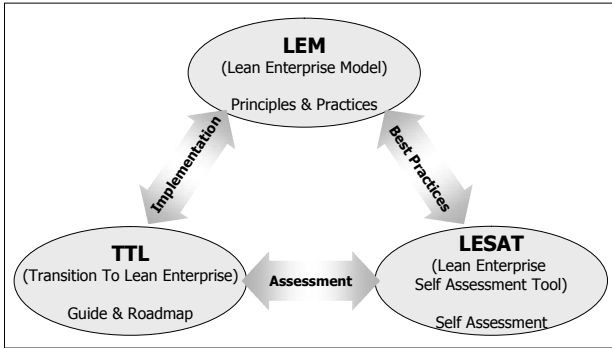 LEM
(Lean Enterprise Model)
Principles & Practices
Implementation
Best Practices
TTL
(Transition To Lean Enterprise)
Guide & Roadmap
Assessment
LESAT
(Lean Enterprise
Self Assessment Tool)
Self Assessment